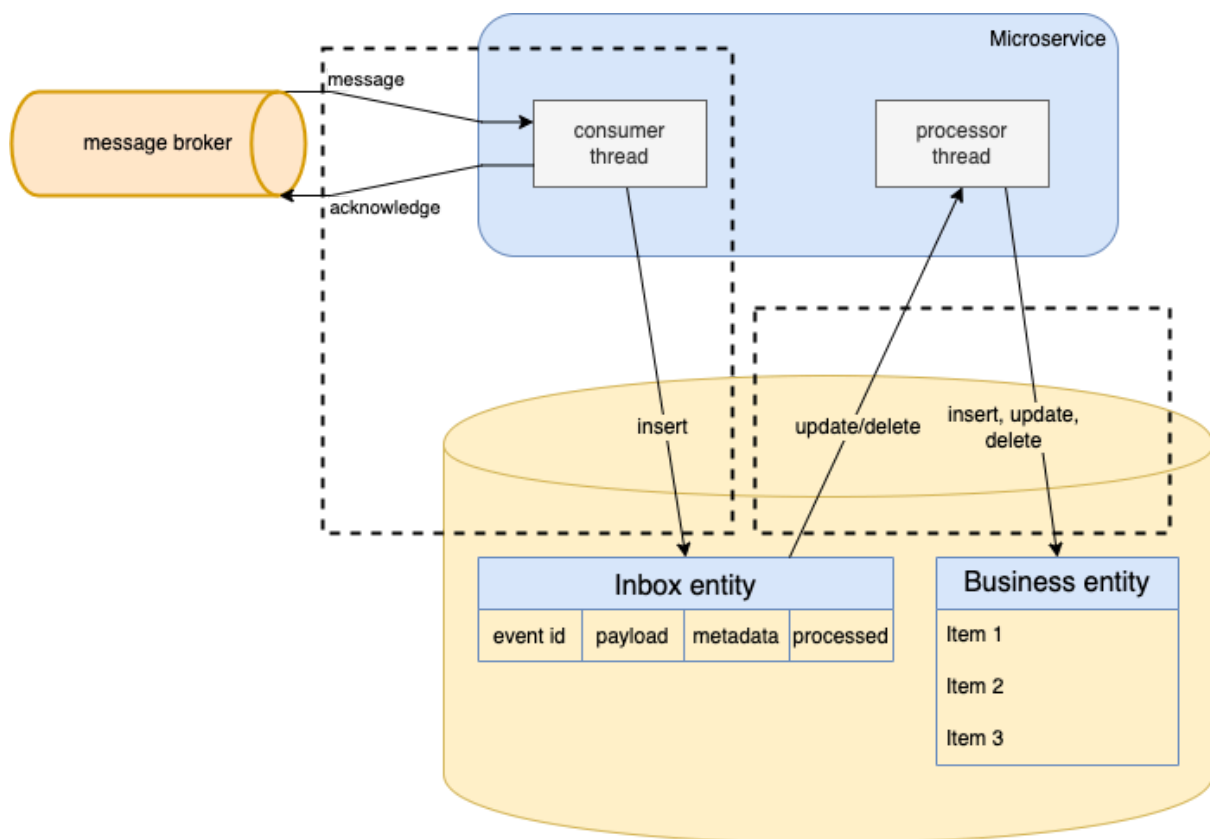 Microservice
message
message broker
consumer
thread
processor
thread
acknowledge
insert
update/delete
insert, update,
delete
Inbox entity
event id
payload
metadata
processed
Business entity
Item 1
Item 2
Item 3